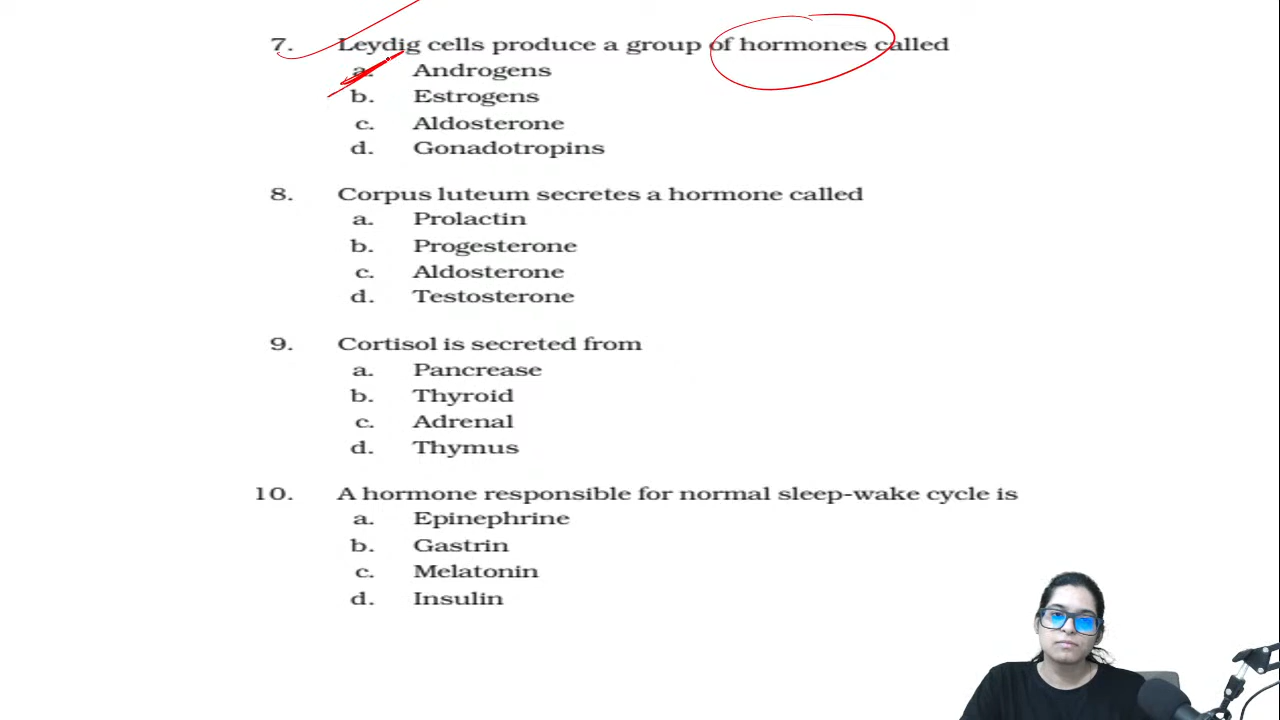 7. Leydig cells produce a group of hormones called
a. Androgens
b. Estrogens
c. Aldosterone
d. Gonadotropins
8. Corpus luteum secretes a hormone called
a. Prolactin
b. Progesterone
c. Aldosterone
d. Testosterone
9. Cortisol is secreted from
a. Pancrease
b. Thyroid
c. Adrenal
d. Thymus
10. A hormone responsible for normal sleep-wake cycle is
a. Epinephrine
b. Gastrin
c. Melatonin
d. Insulin